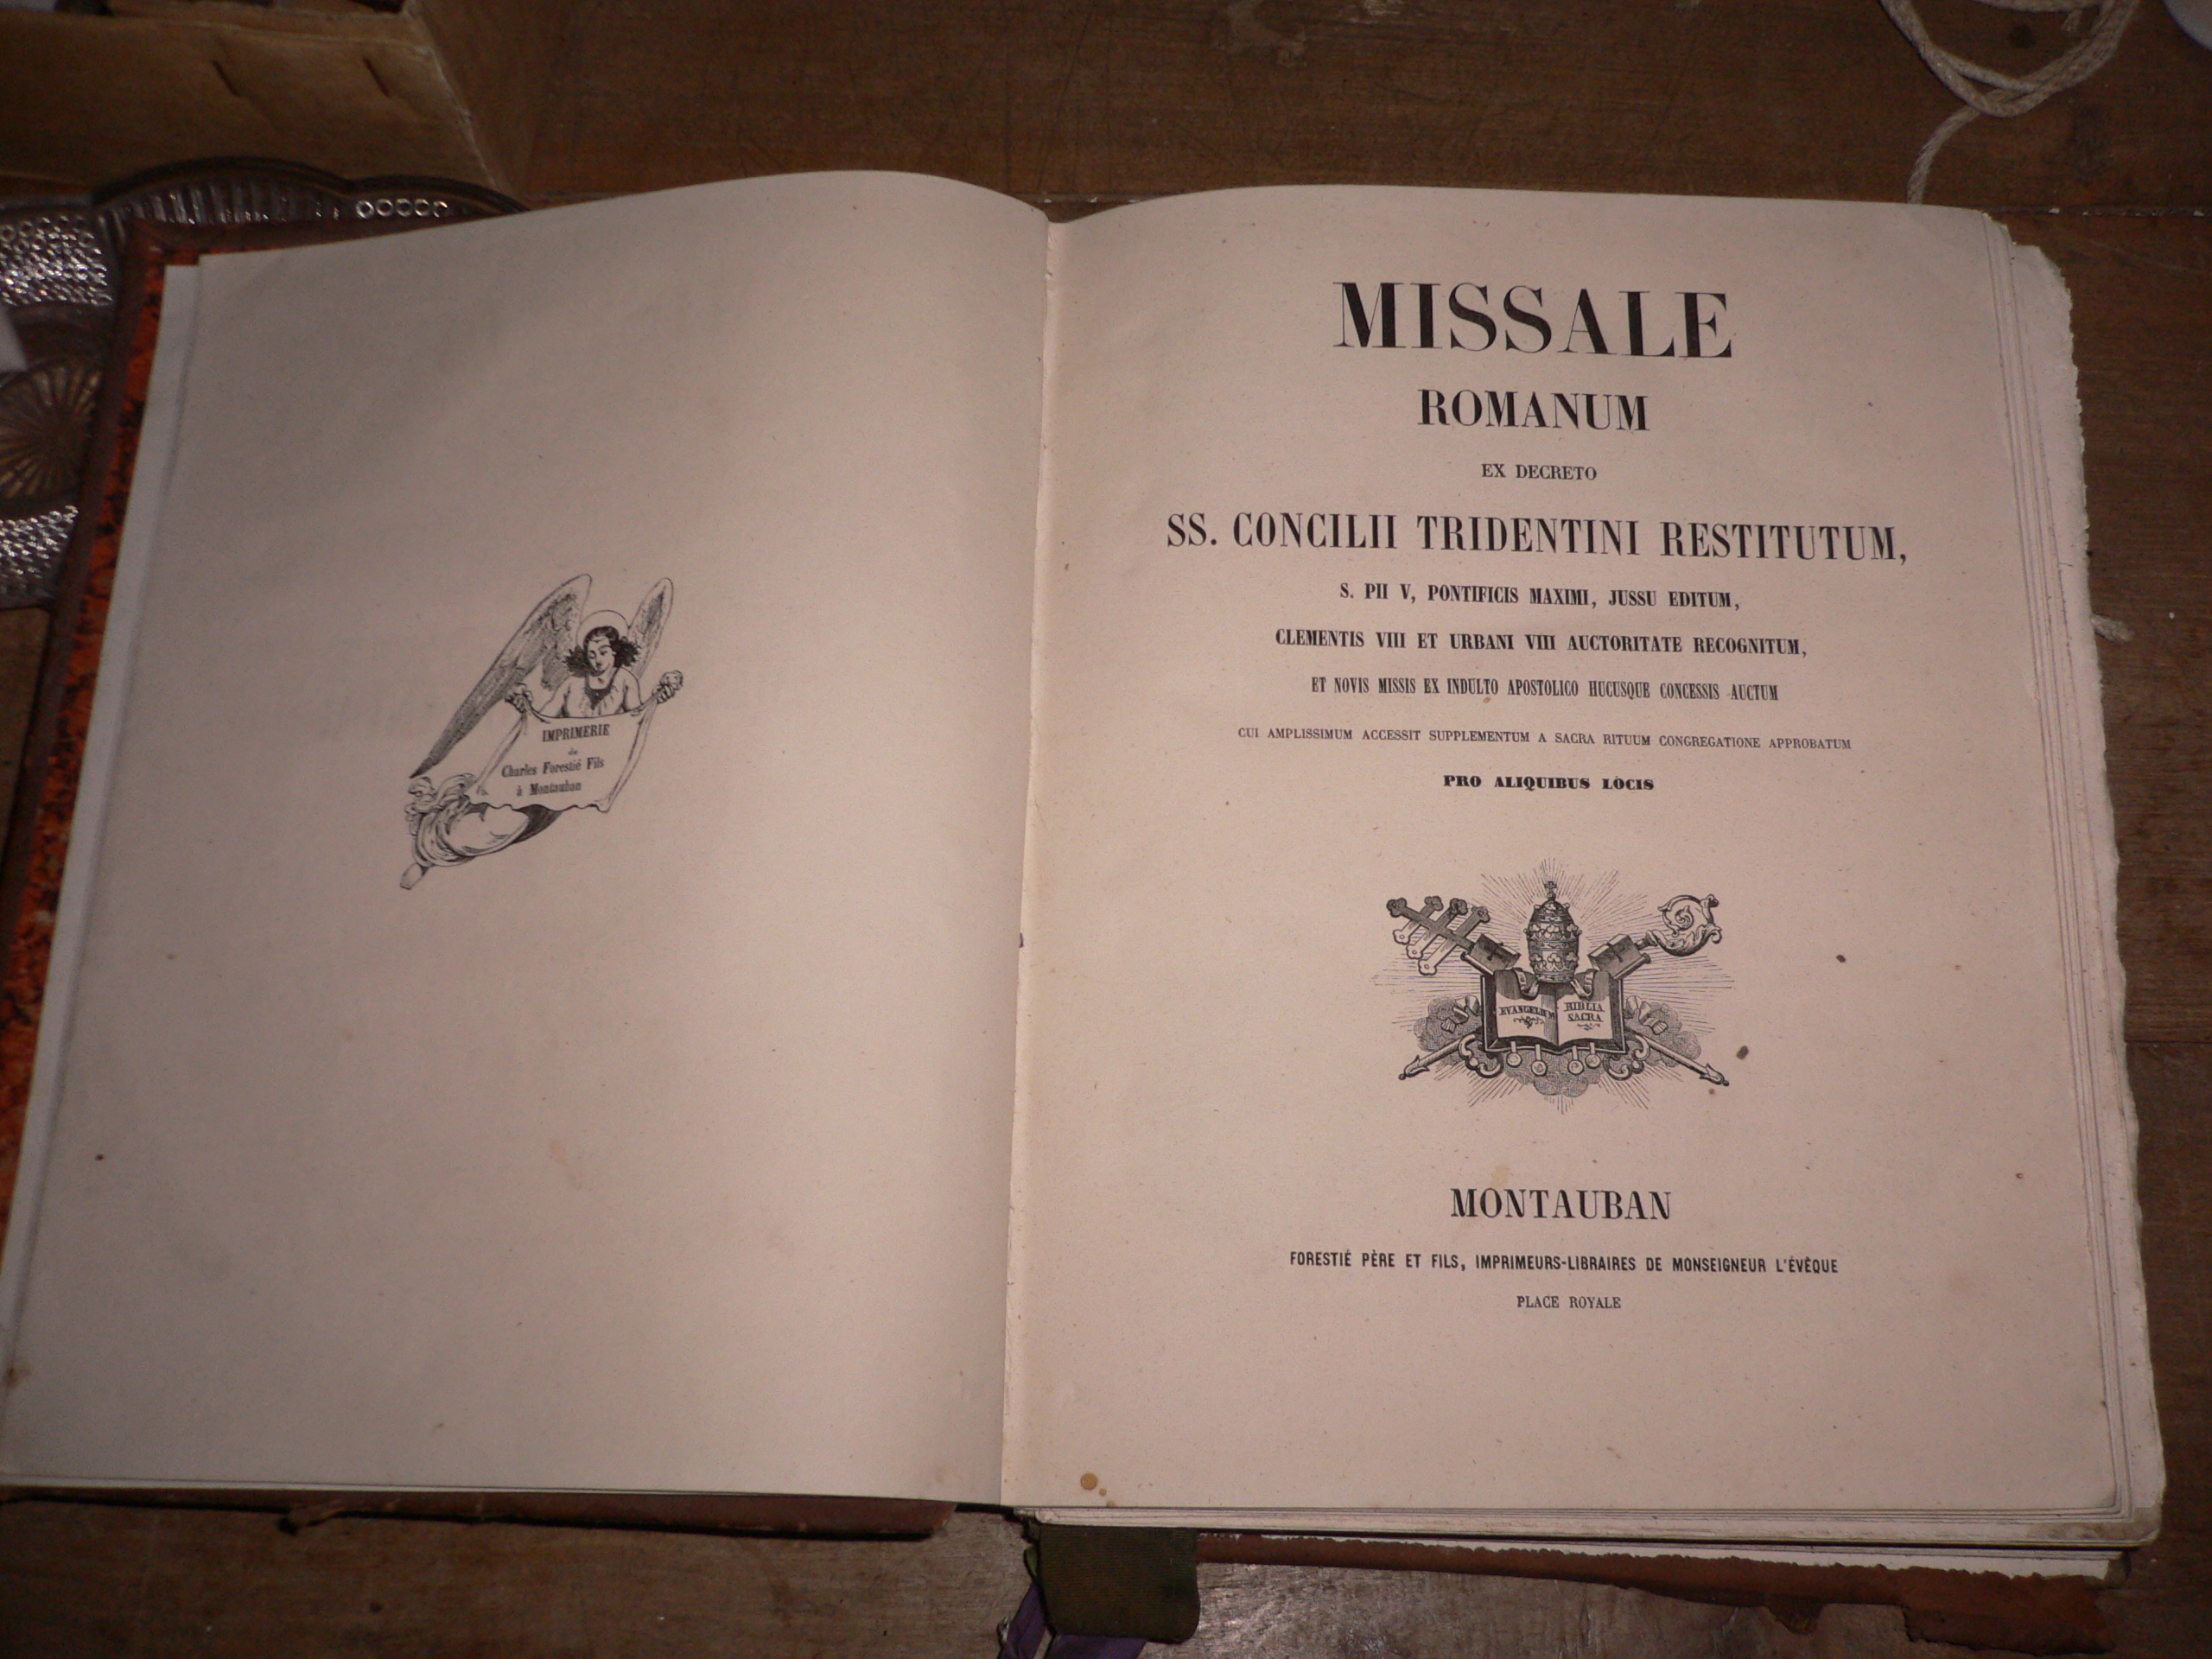 IMPRIMERIE
de
Charles Forestié Fils
à Montauban
MISSALE
ROMANUM
EX DECRETO
SS. CONCILII TRIDENTINI RESTITUTUM,
S. PII V, PONTIFICIS MAXIMI, JUSSU EDITUM,
CLEMENTIS VIII ET URBANI VIII AUCTORITATE RECOGNITUM,
ET NOVIS MISSIS EX INDULTO APOSTOLICO HUCUSQUE CONCESSIS AUCTUM
CUI AMPLISSIMUM ACCESSIT SUPPLEMENTUM A SACRA RITUUM CONGREGATIONE APPROBATUM
PRO ALIQUIBUS LOCIS
EVANGELIUM
BIBLIA
SACRA
MONTAUBAN
FORESTIÉ PÈRE ET FILS, IMPRIMEURS-LIBRAIRES DE MONSEIGNEUR L'ÉVÊQUE
PLACE ROYALE